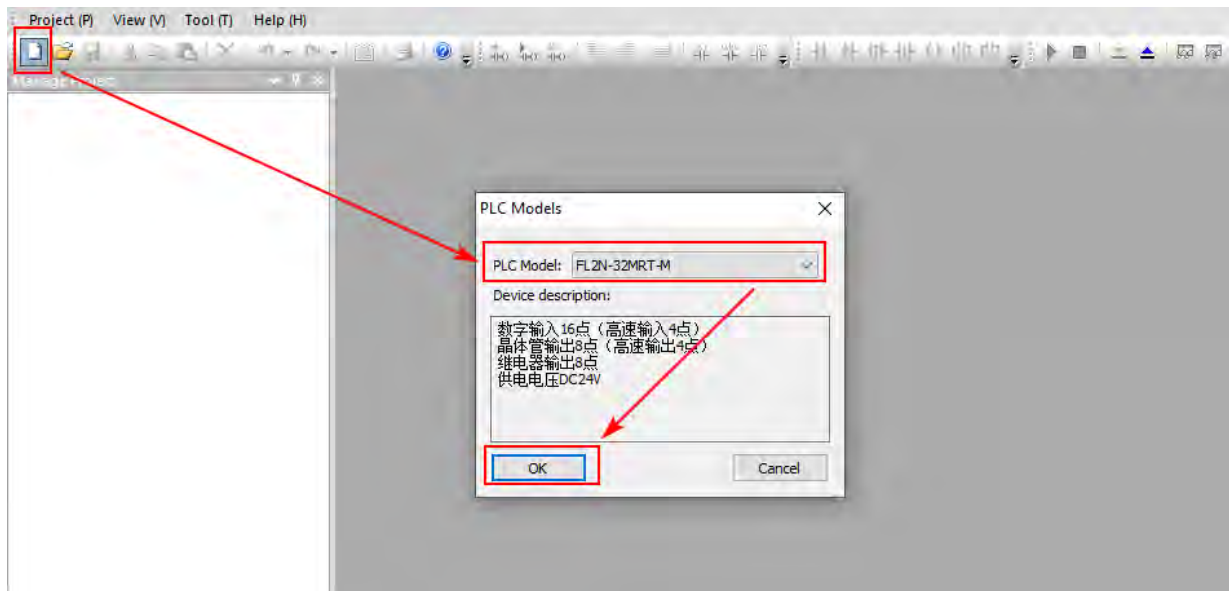 Project (P) View (V) Tool (T) Help (H)
Manage Project
PLC Models
PLC Model: FL2N-32MRT-M
Device description:
数字输入16点（高速输入4点）
晶体管输出8点（高速输出4点）
继电器输出8点
供电电压DC24V
OK Cancel